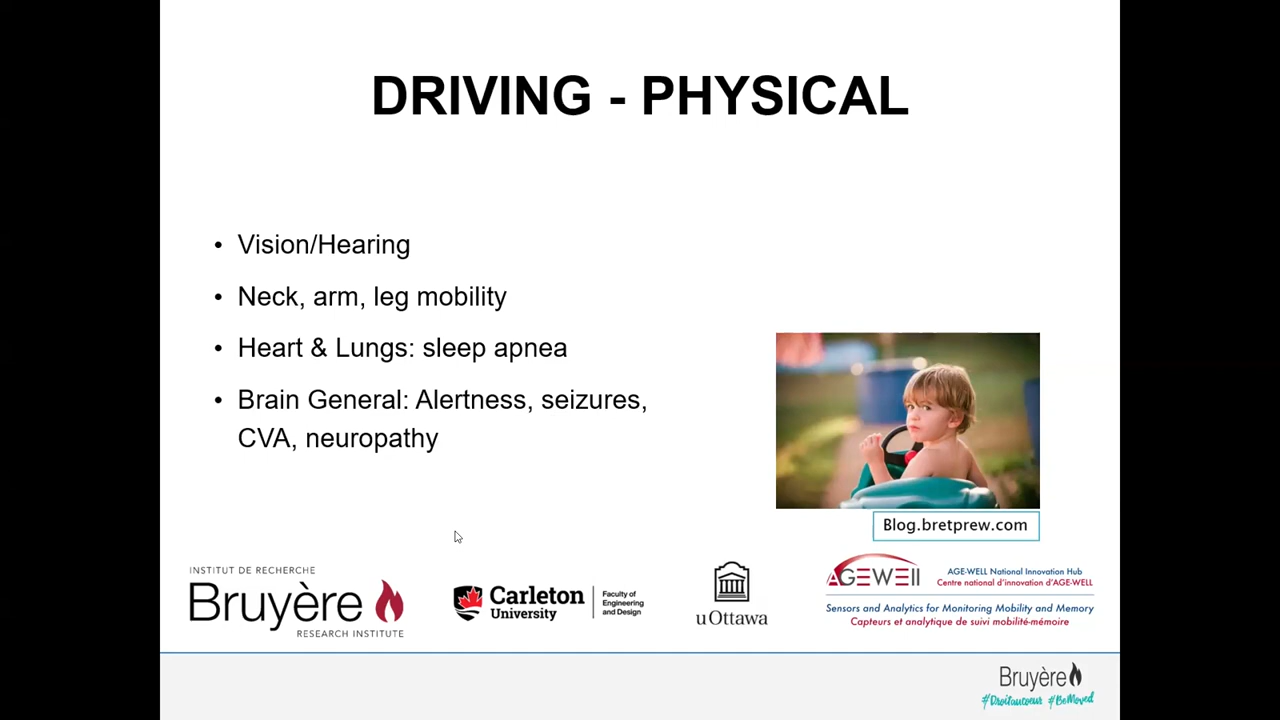 DRIVING - PHYSICAL
• Vision/Hearing
• Neck, arm, leg mobility
• Heart & Lungs: sleep apnea
• Brain General: Alertness, seizures,
CVA, neuropathy
Blog.bretprew.com
INSTITUT DE RECHERCHE
Bruyère
RESEARCH INSTITUTE
Carleton
University
Faculty of
Engineering
and Design
uOttawa
AGEWELL
AGE-WELL National Innovation Hub
Centre national d'innovation d'AGE-WELL
Sensors and Analytics for Monitoring Mobility and Memory
Capteurs et analytique de suivi mobilité-mémoire
Bruyère
#Droitaucoeur #BeMoved